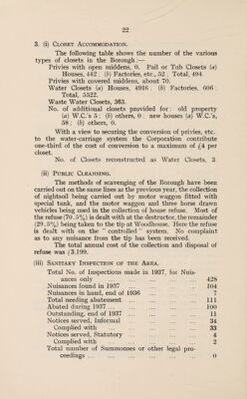 22
3. (i) CLOSET ACCOMMODATION.
The following table shows the number of the various
types of closets in the Borough :—
Privies with open middens, 0. Pail or Tub Closets (a)
Houses, 442 ; (b) Factories, etc., 52 ; Total, 494.
Privies with covered middens, about 70.
Water Closets (a) Houses, 4916 ; (b) Factories, 606 ;
Total, 5522.
Waste Water Closets, 363.
No. of additional closets provided for: old property
(a) W.C.'s 5 ; (b) others, 0 ; new houses (a) W.C.'s,
58 ; (b) others, 0.
With a view to securing the conversion of privies, etc.
to the water-carriage system the Corporation contribute
one-third of the cost of conversion to a maximum of £4 per
closet.
No. of Closets reconstructed as Water Closets, 3.
(ii) PUBLIC CLEANSING.
The methods of scavenging of the Borough have been
carried out on the same lines as the previous year, the collection
of nightsoil being carried out by motor waggon fitted with
special tank, and the motor waggon and three horse drawn
vehicles being used in the collection of house refuse. Most of
the refuse (70.5%) is dealt with at the destructor, the remainder
(29.5%) being taken to the tip at Woodhouse. Here the refuse
is dealt with on the "controlled" system. No complaint
as to any nuisance from the tip has been received.
The total annual cost of the collection and disposal of
refuse was £3,199.
(iii) SANITARY INSPECTION OF THE AREA.
Total No. of Inspections made in 1937, for Nuis-
ances only ... 428
Nuisances found in 1937 ... 104
Nuisances in hand, end of 1936 ... 7
Total needing abatement ... 111
Abated during 1937 ... 100
Outstanding, end of 1937 ... 11
Notices served, Informal ... 34
Complied with ... 33
Notices served, Statutory ... 4
Complied with ... 2
Total number of Summonses or other legal pro-
ceedings ... 0